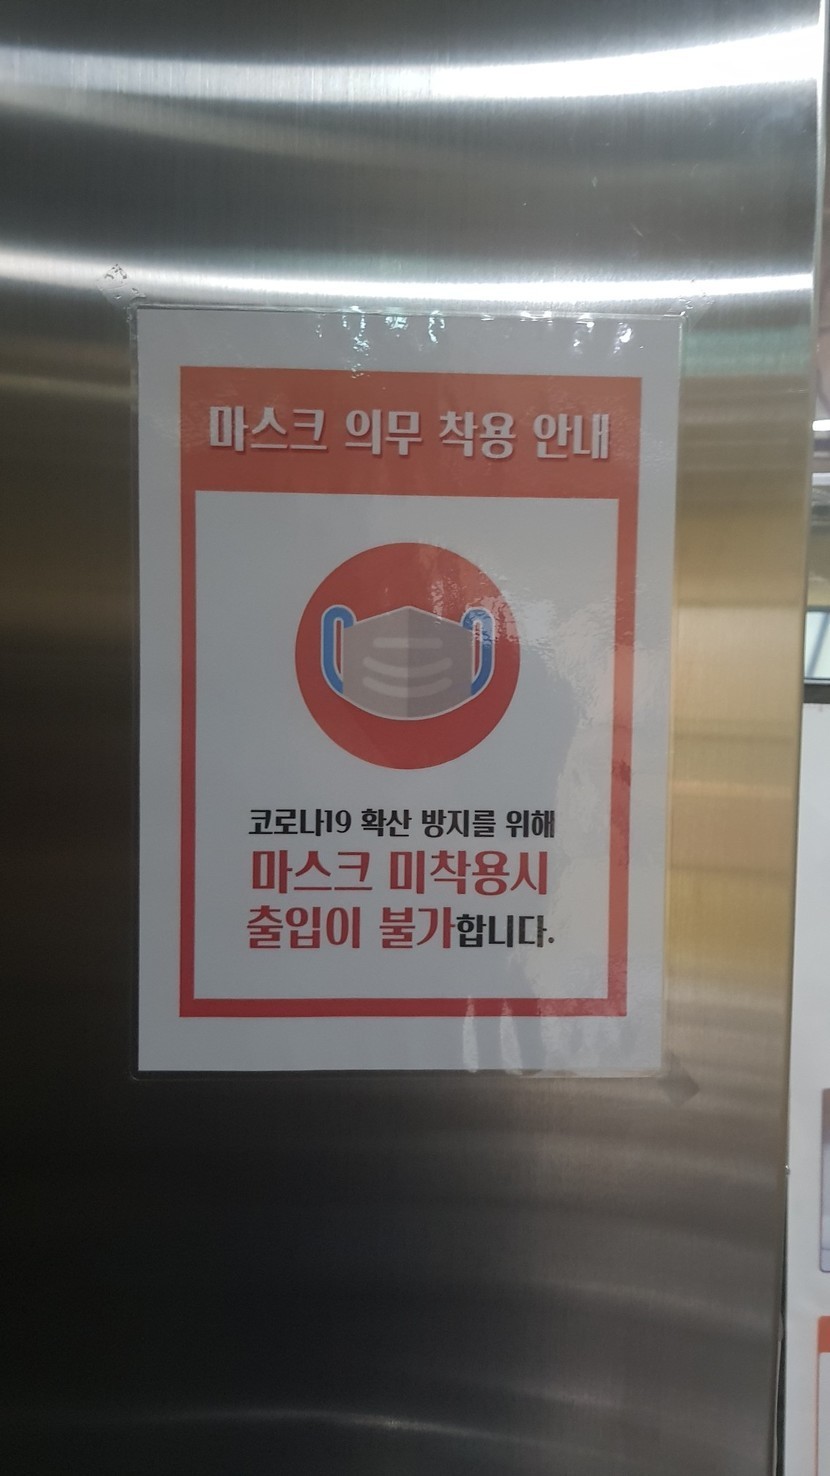 마스크 의무 착용 안내
코로나19 확산 방지를 위해
마스크 미착용시
출입이 불가합니다.